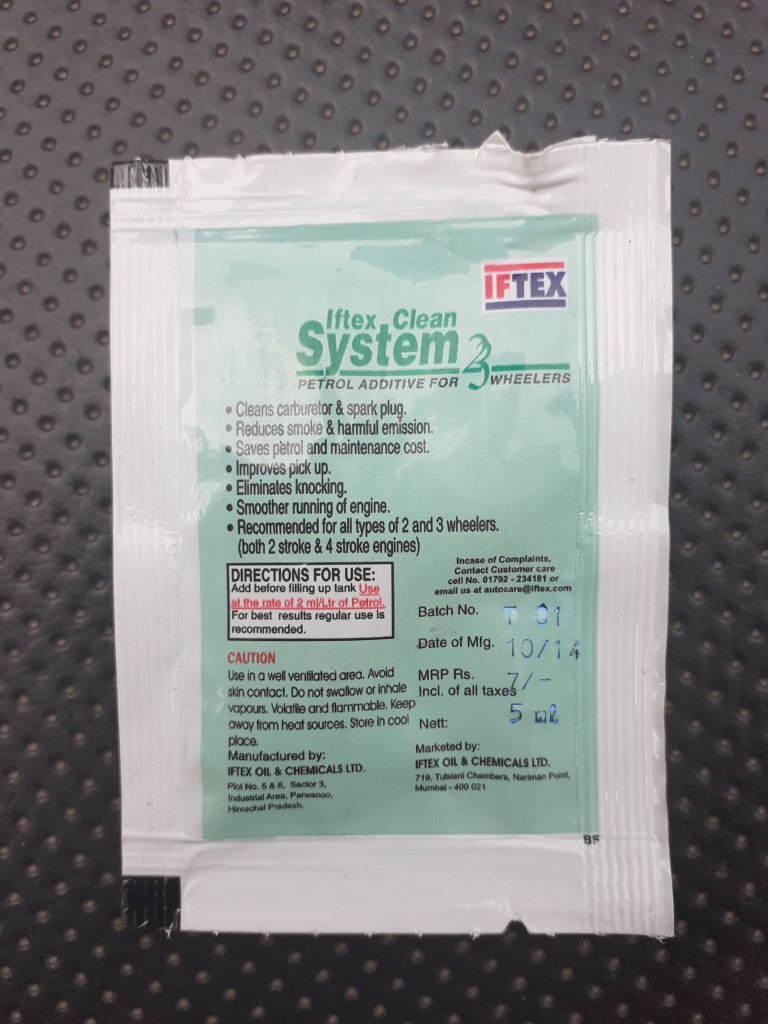 IFTEX
Iftex Clean
System 23
PETROL ADDITIVE FOR WHEELERS
• Cleans carburetor & spark plug.
• Reduces smoke & harmful emission.
• Saves petrol and maintenance cost.
• Improves pick up.
• Eliminates knocking.
• Smoother running of engine.
• Recommended for all types of 2 and 3 wheelers.
(both 2 stroke & 4 stroke engines)
DIRECTIONS FOR USE:
Add before filling up tank Use
at the rate of 2 ml/Ltr of Petrol.
For best results regular use is
recommended.
CAUTION
Use in a well ventilated area. Avoid
skin contact. Do not swallow or inhale
vapours. Volatile and flammable. Keep
away from heat sources. Store in cool
place.
Manufactured by:
IFTEX OIL & CHEMICALS LTD.
Plot No. 5 & 6, Sector 3,
Industrial Area, Parwanoo,
Himachal Pradesh.
Incase of Complaints,
Contact Customer care
cell No. 01792 - 234181 or
email us at autocare@iftex.com
Batch No. T 01
Date of Mfg. 10/14
MRP Rs. 7/-
Incl. of all taxes
Nett: 5 ml
Marketed by:
IFTEX OIL & CHEMICALS LTD.
719, Tulsiani Chambers, Nariman Point,
Mumbai - 400 021
BF